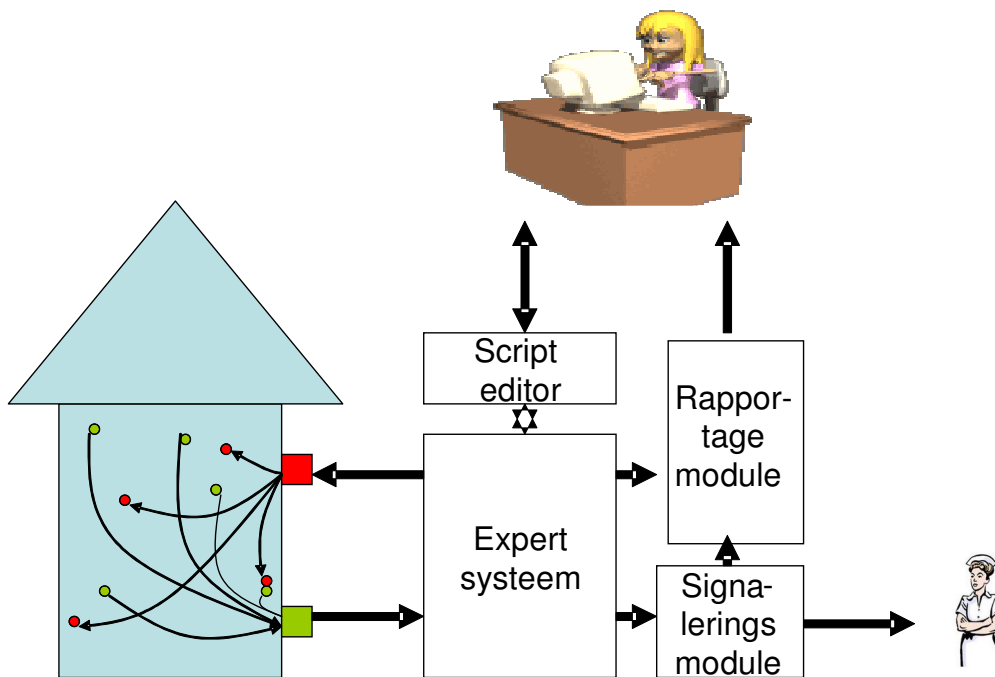 Script
editor
Rappor-
tage
module
Expert
systeem
Signa-
lerings
module